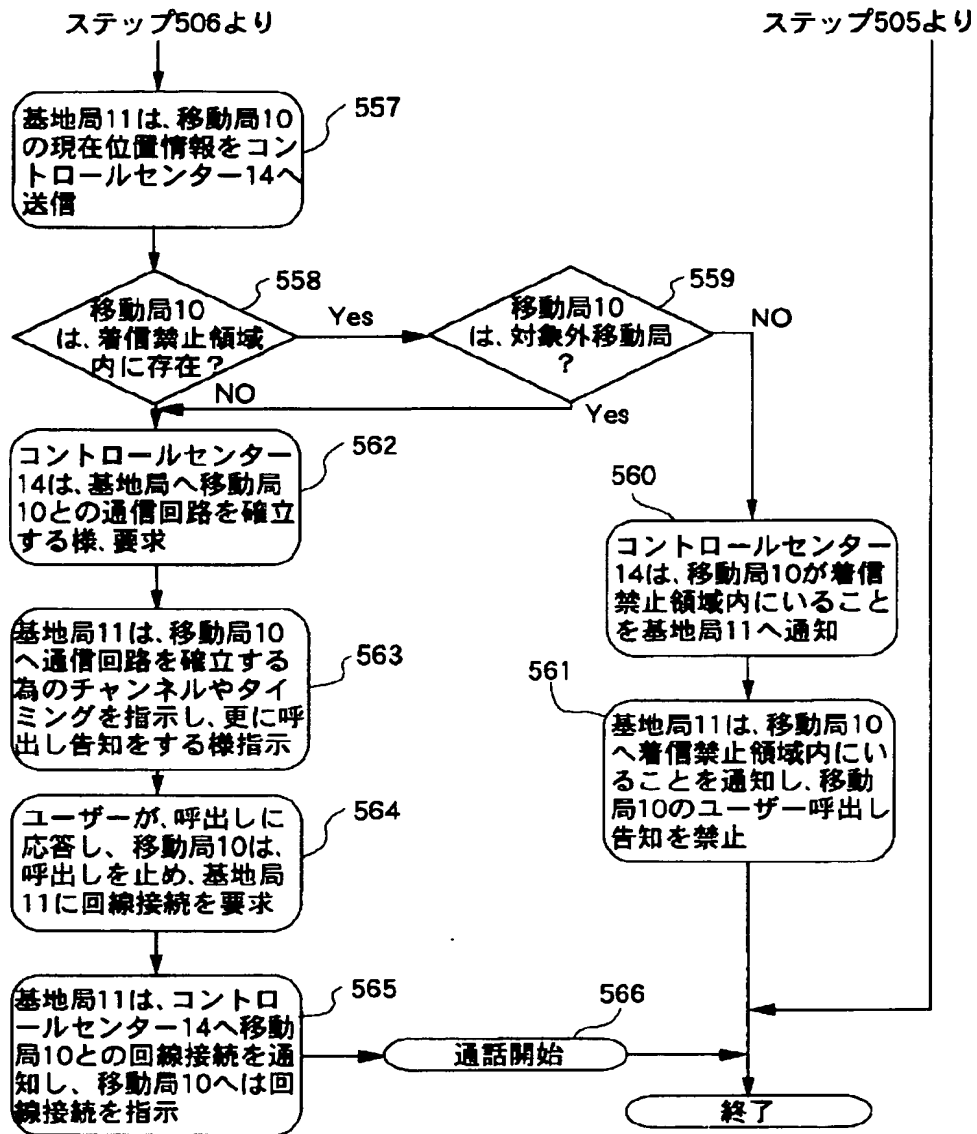 ステップ506より
ステップ505より
557
基地局11は、移動局10
の現在位置情報をコン
トロールセンター14へ
送信
558
移動局10
は、着信禁止領域
内に存在？
Yes
NO
559
移動局10
は、対象外移動局
？
NO
Yes
562
コントロールセンター
14は、基地局へ移動局
10との通信回路を確立
する様、要求
560
コントロールセンター
14は、移動局10が着信
禁止領域内にいること
を基地局11へ通知
563
基地局11は、移動局10
へ通信回路を確立する
為のチャンネルやタイ
ミングを指示し、更に呼
出し告知をする様指示
561
基地局11は、移動局10
へ着信禁止領域内にい
ることを通知し、移動
局10のユーザー呼出し
告知を禁止
564
ユーザーが、呼出しに
応答し、移動局10は、
呼出しを止め、基地局
11に回線接続を要求
565
基地局11は、コントロ
ールセンター14へ移動
局10との回線接続を通
知し、移動局10へは回
線接続を指示
566
通話開始
終了